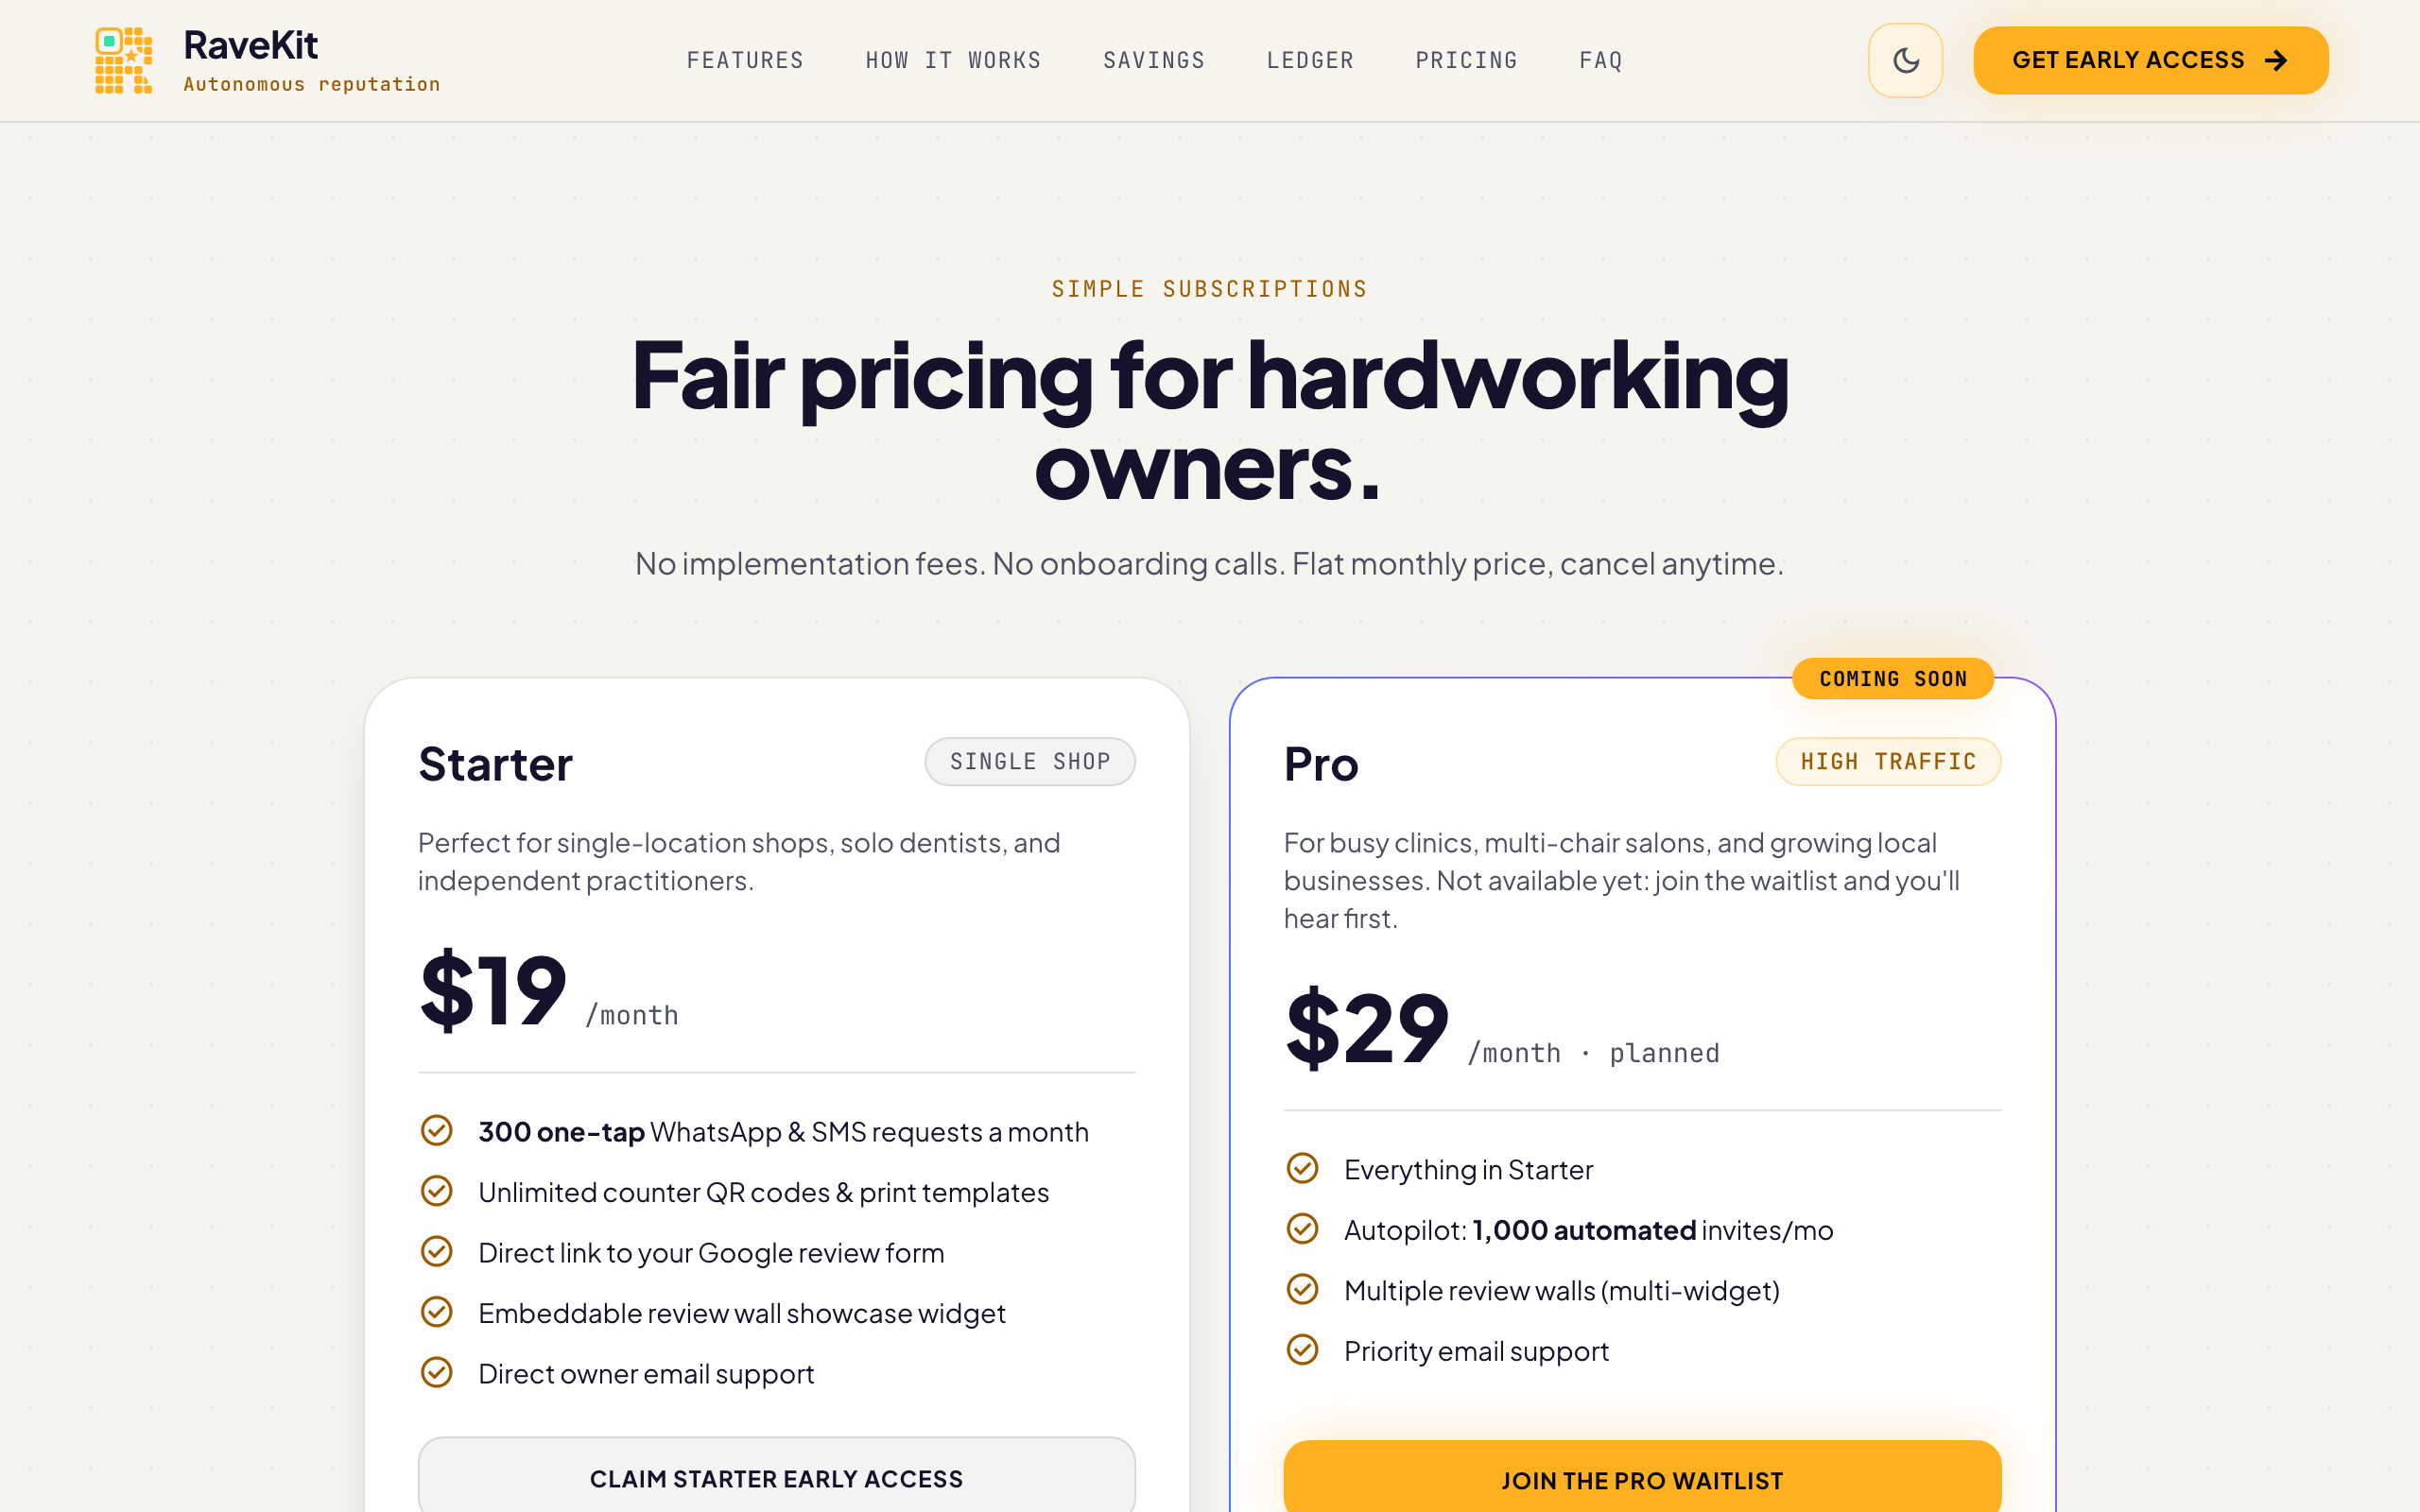 RaveKit
Autonomous reputation
FEATURES
HOW IT WORKS
SAVINGS
LEDGER
PRICING
FAQ
GET EARLY ACCESS
SIMPLE SUBSCRIPTIONS
Fair pricing for hardworking
owners.
No implementation fees. No onboarding calls. Flat monthly price, cancel anytime.
Starter
SINGLE SHOP
Perfect for single-location shops, solo dentists, and
independent practitioners.
$19 /month
300 one-tap WhatsApp & SMS requests a month
Unlimited counter QR codes & print templates
Direct link to your Google review form
Embeddable review wall showcase widget
Direct owner email support
CLAIM STARTER EARLY ACCESS
COMING SOON
Pro
HIGH TRAFFIC
For busy clinics, multi-chair salons, and growing local
businesses. Not available yet: join the waitlist and you'll
hear first.
$29 /month · planned
Everything in Starter
Autopilot: 1,000 automated invites/mo
Multiple review walls (multi-widget)
Priority email support
JOIN THE PRO WAITLIST